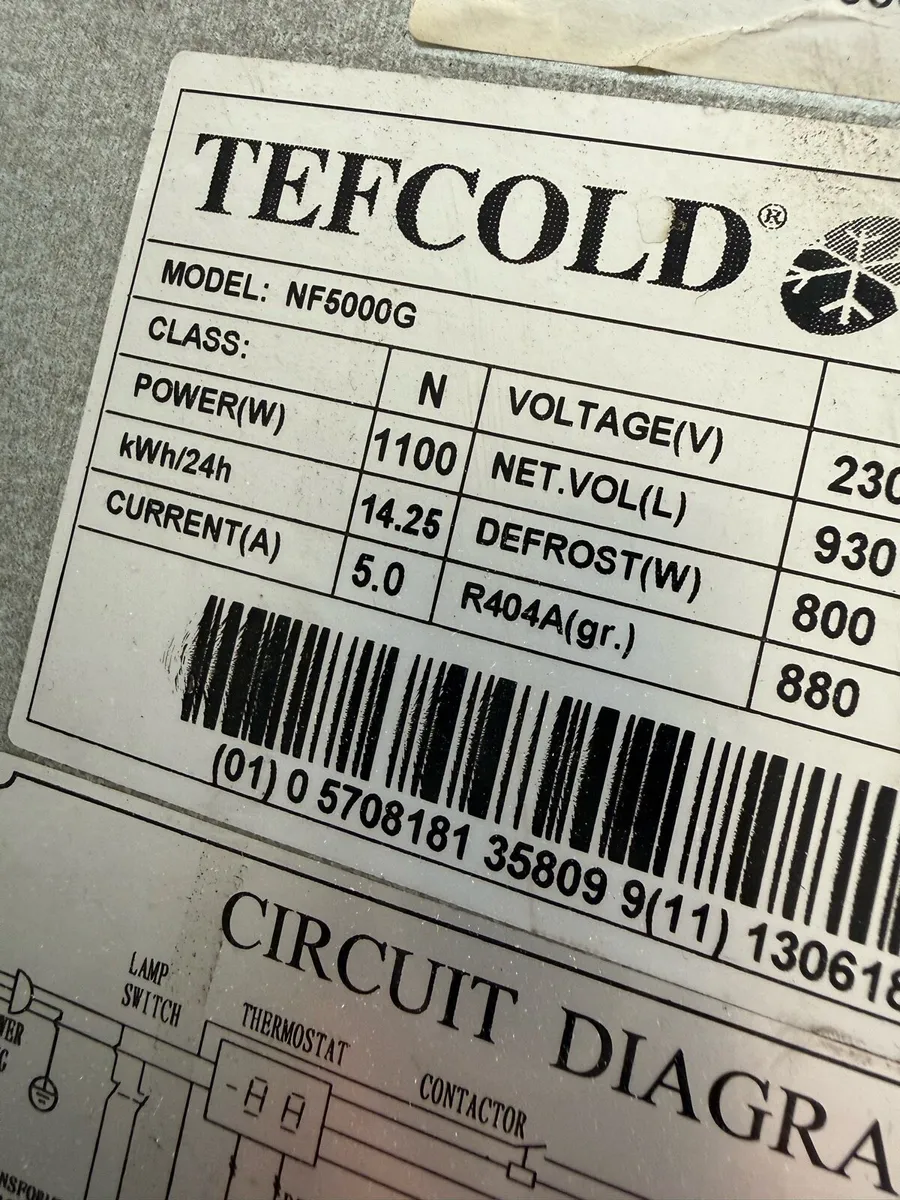 TEFCOLD®
MODEL: NF5000G
CLASS: N VOLTAGE(V) 230
POWER(W) 1100 NET.VOL(L) 930
kWh/24h 14.25 DEFROST(W) 800
CURRENT(A) 5.0 R404A(gr.) 880
(01) 0 5708181 35809 9(11) 130618
CIRCUIT DIAGRA
LAMP
SWITCH
THERMOSTAT
CONTACTOR